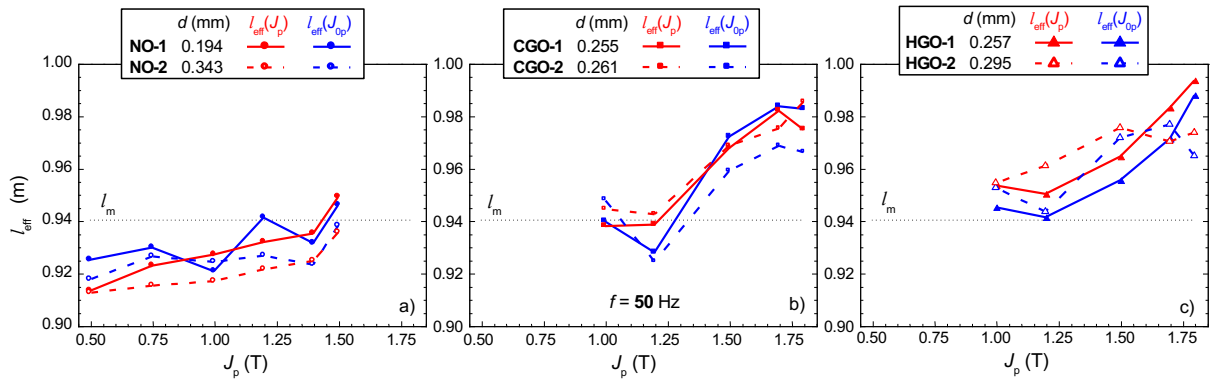 d (mm) l_eff(J_p) l_eff(J_0p)
NO-1 0.194
NO-2 0.343
1.00
0.98
0.96
0.94
0.92
0.90
l_eff (m)
l_m
a)
0.50 0.75 1.00 1.25 1.50 1.75
J_p (T)
d (mm) l_eff(J_p) l_eff(J_0p)
CGO-1 0.255
CGO-2 0.261
1.00
0.98
0.96
0.94
0.92
0.90
l_m
f = 50 Hz
b)
0.50 0.75 1.00 1.25 1.50 1.75
J_p (T)
d (mm) l_eff(J_p) l_eff(J_0p)
HGO-1 0.257
HGO-2 0.295
1.00
0.98
0.96
0.94
0.92
0.90
l_m
c)
0.50 0.75 1.00 1.25 1.50 1.75
J_p (T)